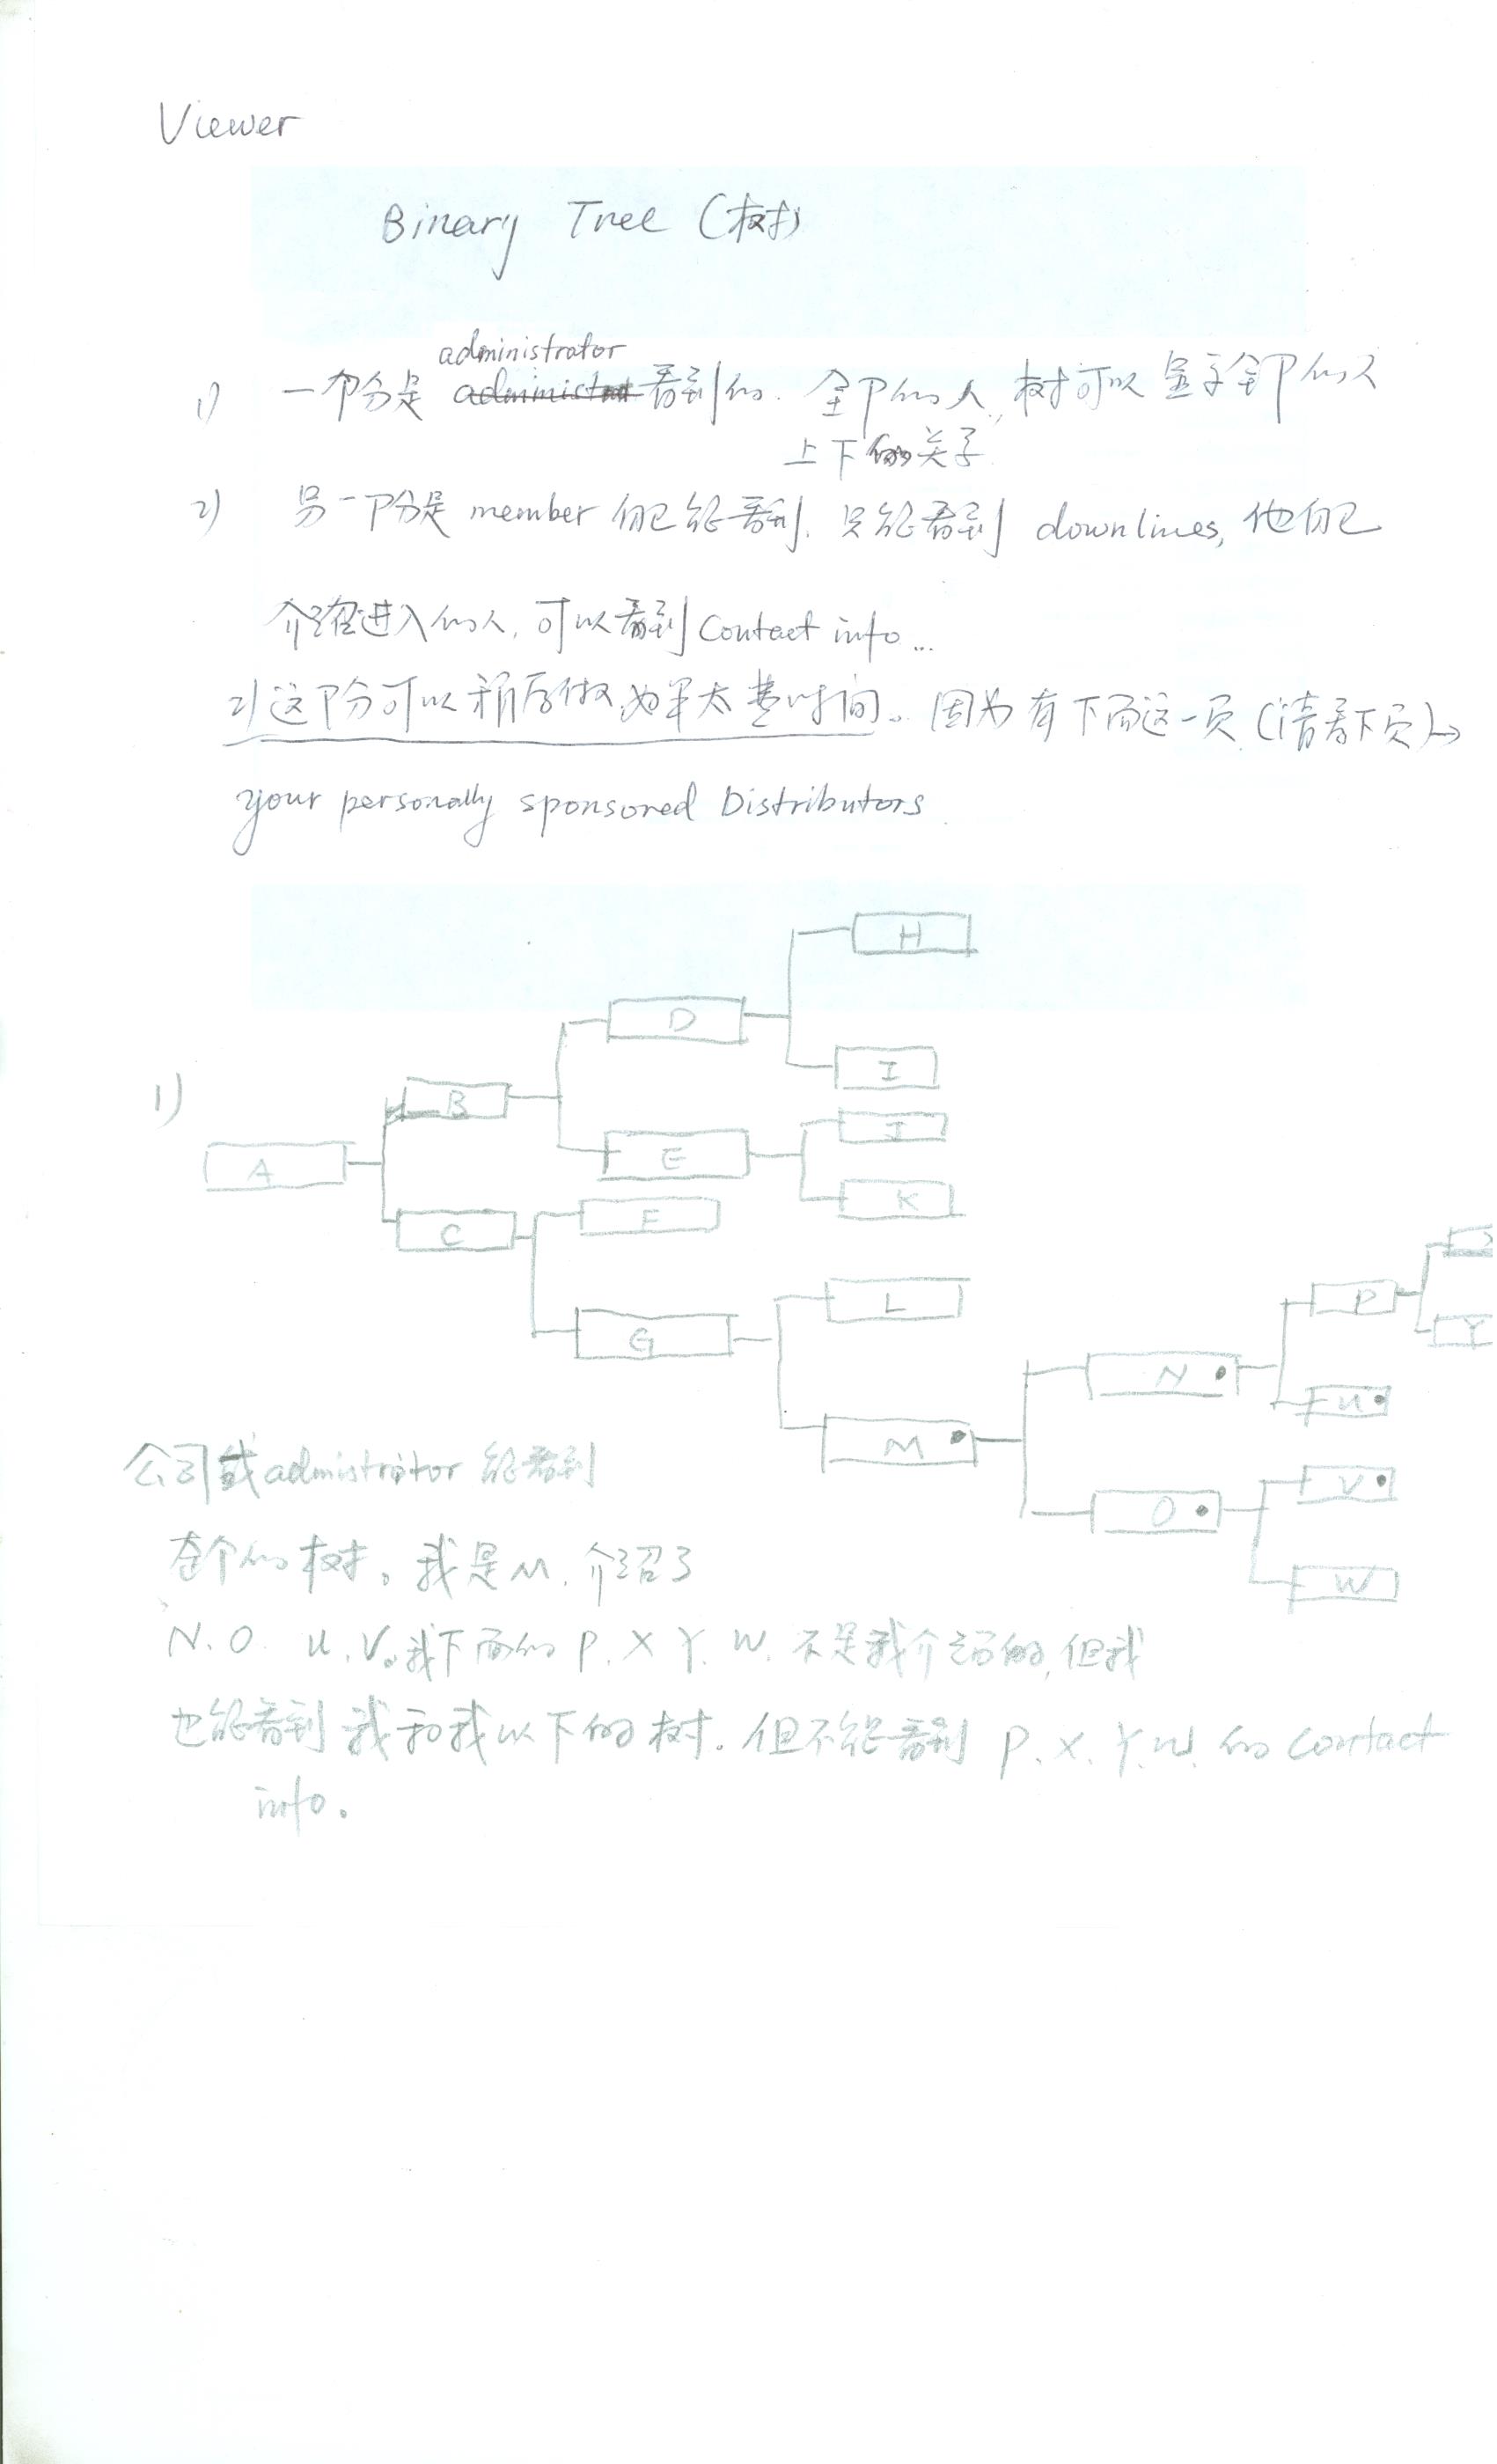 Viewer
Binary Tree (树)
administrator
1) 一部分是 administ 看到的. 全部的人, 树可以显示全部的人
上下的关系
2) 另一部分是 member 们能看到. 只能看到 downlines, 他们
介绍进入的人, 可以看到 Contact info...
2) 这部分可以稍后做如果太费时间。因为有下面这一页 (请看下页)→
your personally sponsored Distributors
H
D
I
1)
B
J
A
E
K
C
F
P
Y
L
G
N
U
M
V
O
W
公司或 admistrator 能看到
在个的树。我是 M. 介绍了
N. O. U. V。我下面的 P. X Y. W. 不是我介绍的, 但我
也能看到我和我以下的树. 但不能看到 P. X. Y. W. 的 Contact
info。